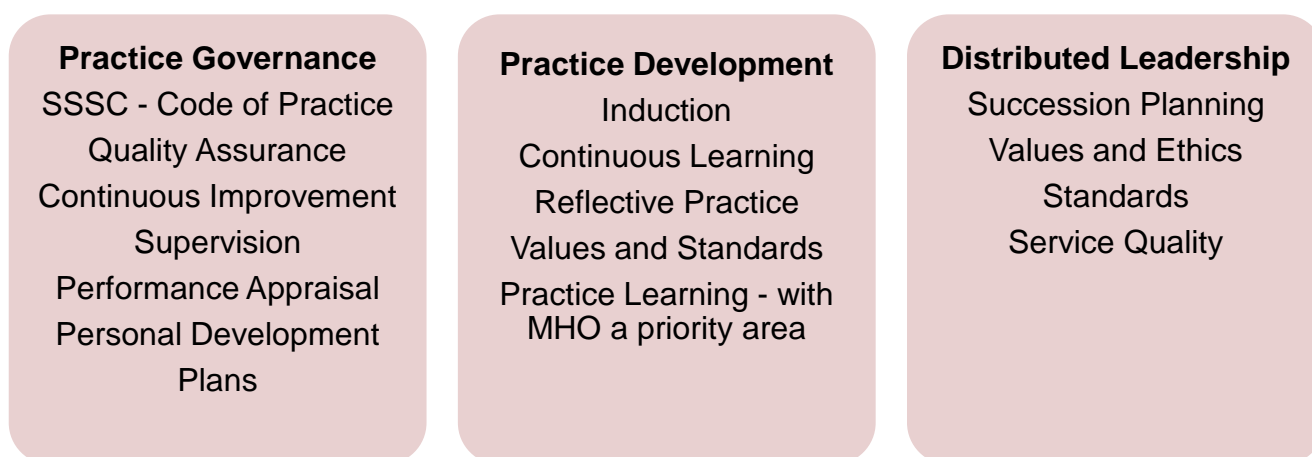 Practice Governance
SSSC - Code of Practice
Quality Assurance
Continuous Improvement
Supervision
Performance Appraisal
Personal Development
Plans
Practice Development
Induction
Continuous Learning
Reflective Practice
Values and Standards
Practice Learning - with
MHO a priority area
Distributed Leadership
Succession Planning
Values and Ethics
Standards
Service Quality